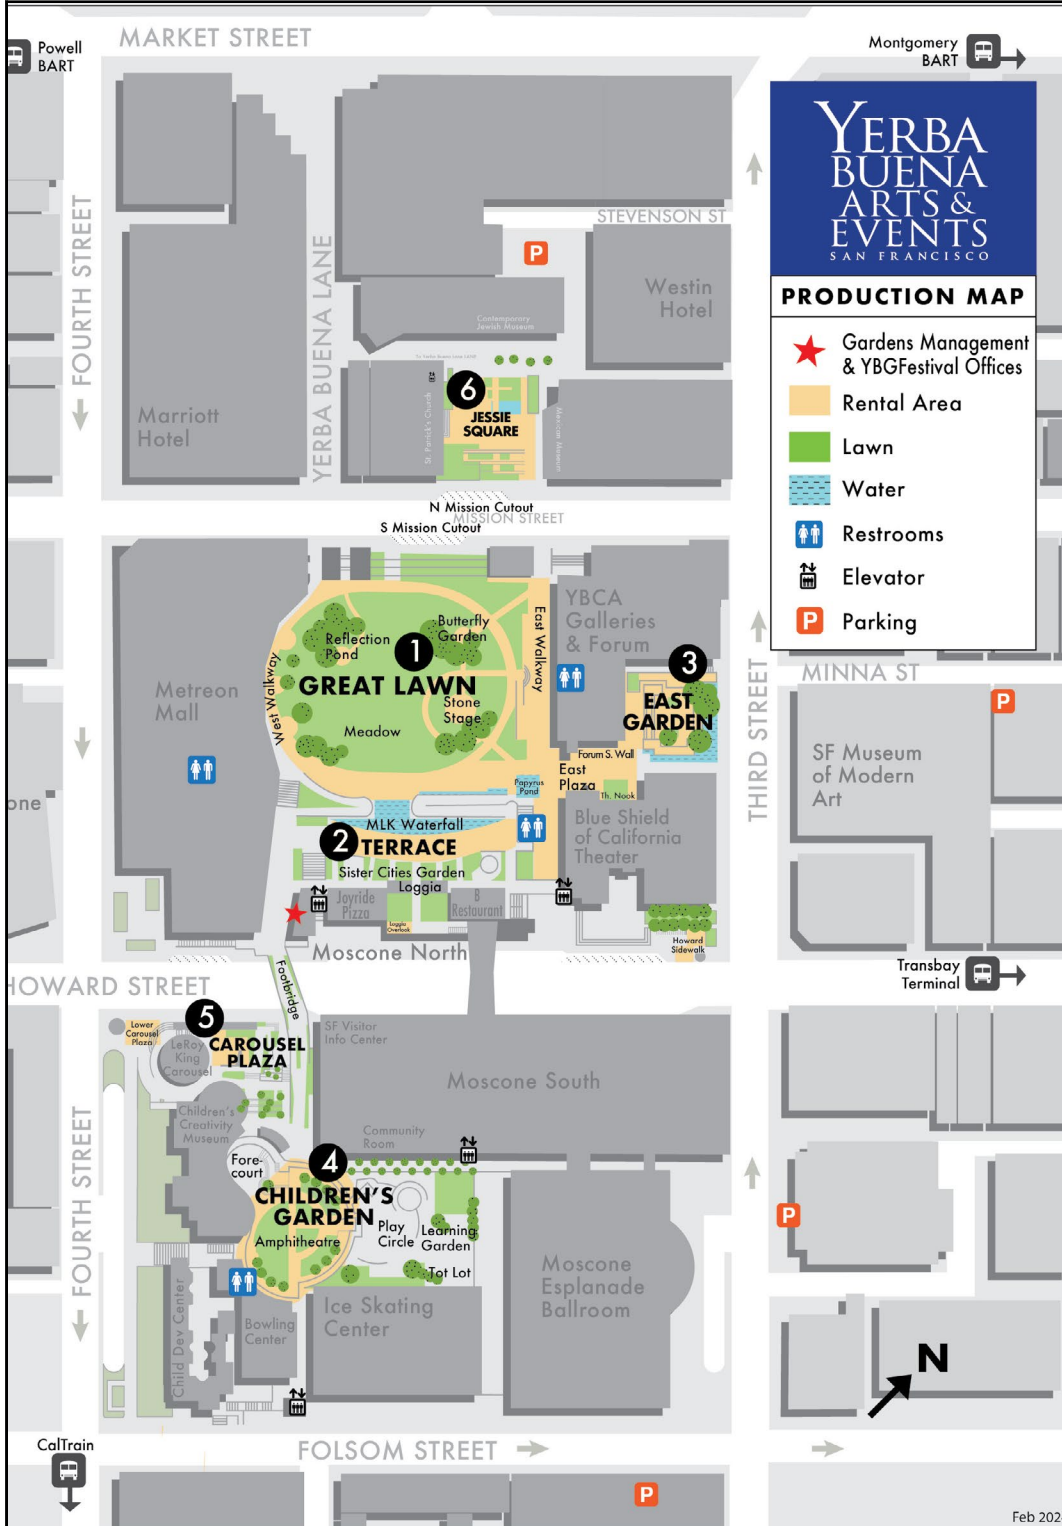 MARKET STREET
Powell
BART
Montgomery
BART
YERBA
BUENA
ARTS &
EVENTS
SAN FRANCISCO
PRODUCTION MAP
Gardens Management
& YBGFestival Offices
Rental Area
Lawn
Water
Restrooms
Elevator
P Parking
FOURTH STREET
YERBA BUENA LANE
STEVENSON ST
P
Westin
Hotel
Contemporary
Jewish Museum
Marriott
Hotel
St. Patrick's Church
6
JESSIE
SQUARE
Mexican Museum
N Mission Cutout
MISSION STREET
S Mission Cutout
Metreon
Mall
West Walkway
Reflection
Pond
Butterfly
Garden
1
GREAT LAWN
Stone
Stage
Meadow
East Walkway
YBCA
Galleries
& Forum
3
EAST
GARDEN
Forum S. Wall
East
Plaza
Th. Nook
Papyrus
Pond
THIRD STREET
MINNA ST
P
SF Museum
of Modern
Art
one
MLK Waterfall
2
TERRACE
Blue Shield
of California
Theater
Sister Cities Garden
Loggia
Joyride
Pizza
B
Restaurant
Loggia
Overlook
Moscone North
Howard
Sidewalk
Transbay
Terminal
HOWARD STREET
Footbridge
Lower
Carousel
Plaza
5
CAROUSEL
PLAZA
LeRoy
King
Carousel
SF Visitor
Info Center
Moscone South
Children's
Creativity
Museum
Community
Room
Fore-
court
4
CHILDREN'S
GARDEN
Amphitheatre
Play
Circle
Learning
Garden
Tot Lot
FOURTH STREET
Child Dev Center
Bowling
Center
Ice Skating
Center
Moscone
Esplanade
Ballroom
P
N
CalTrain
FOLSOM STREET
P
Feb 202